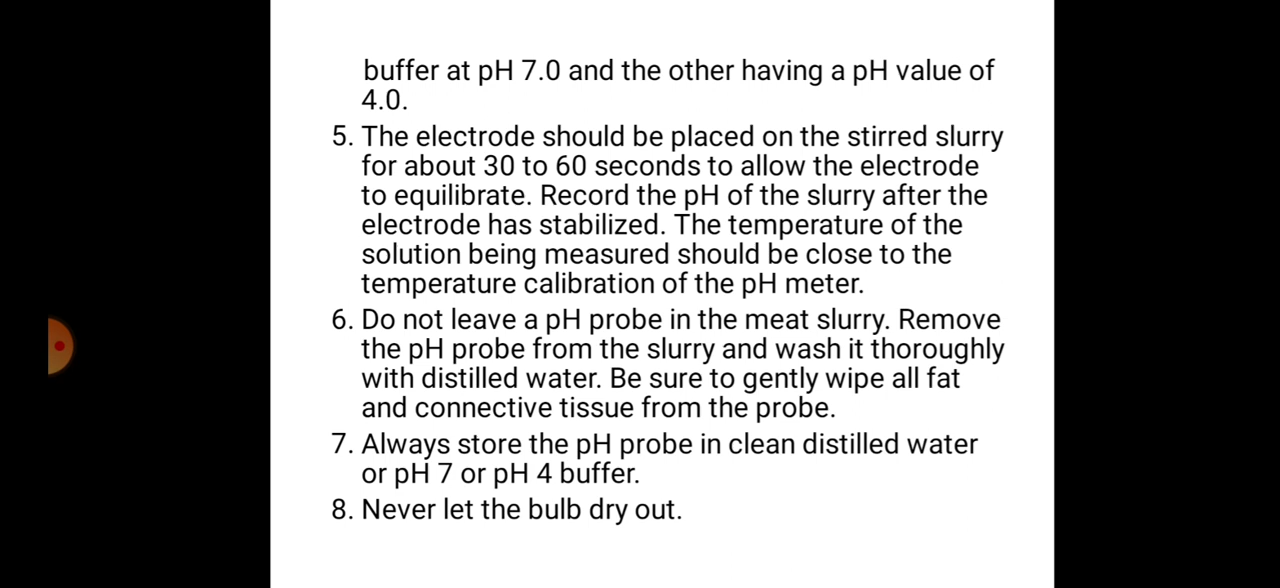 buffer at pH 7.0 and the other having a pH value of
4.0.
5. The electrode should be placed on the stirred slurry
for about 30 to 60 seconds to allow the electrode
to equilibrate. Record the pH of the slurry after the
electrode has stabilized. The temperature of the
solution being measured should be close to the
temperature calibration of the pH meter.
6. Do not leave a pH probe in the meat slurry. Remove
the pH probe from the slurry and wash it thoroughly
with distilled water. Be sure to gently wipe all fat
and connective tissue from the probe.
7. Always store the pH probe in clean distilled water
or pH 7 or pH 4 buffer.
8. Never let the bulb dry out.